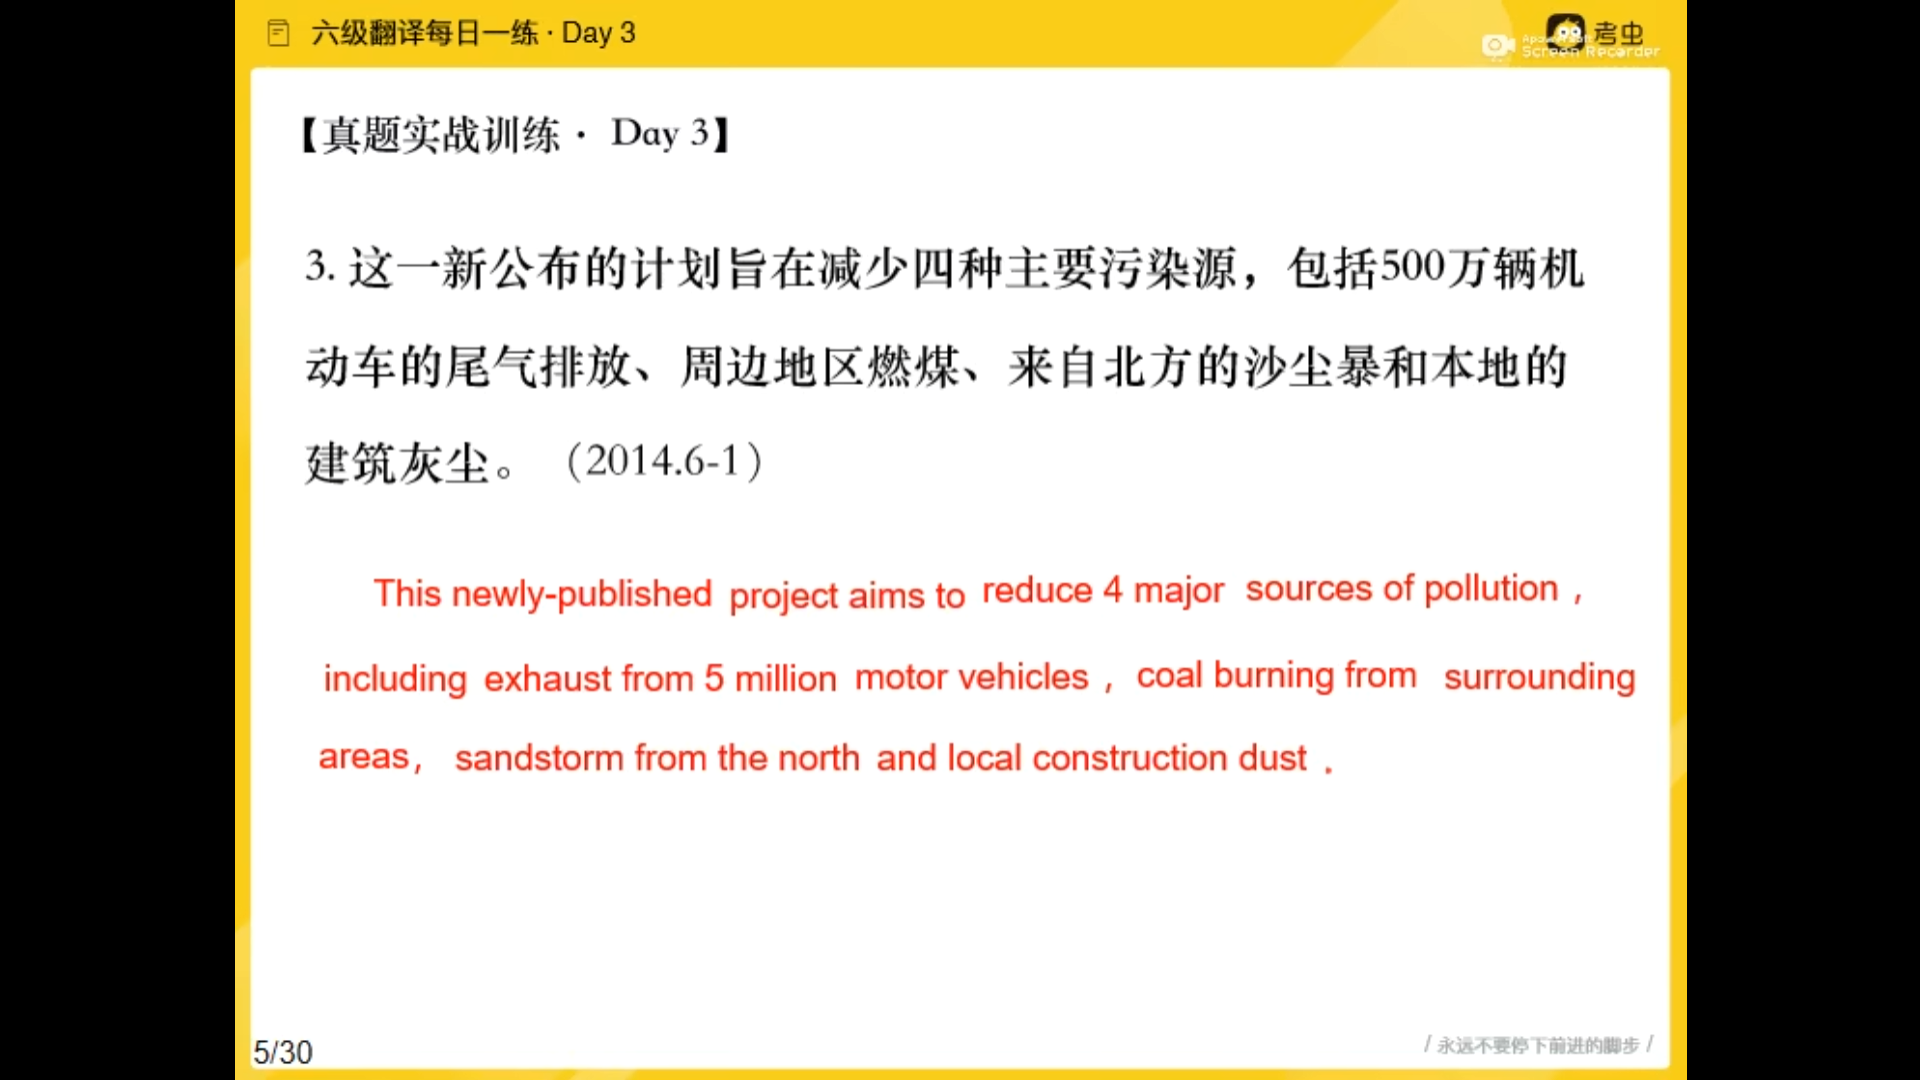 六级翻译每日一练 · Day 3
考虫
Apowersoft
Screen Recorder
【真题实战训练 · Day 3】
3. 这一新公布的计划旨在减少四种主要污染源，包括500万辆机
动车的尾气排放、周边地区燃煤、来自北方的沙尘暴和本地的
建筑灰尘。（2014.6-1）
This newly-published project aims to reduce 4 major sources of pollution ,
including exhaust from 5 million motor vehicles , coal burning from surrounding
areas, sandstorm from the north and local construction dust .
5/30
/ 永远不要停下前进的脚步 /